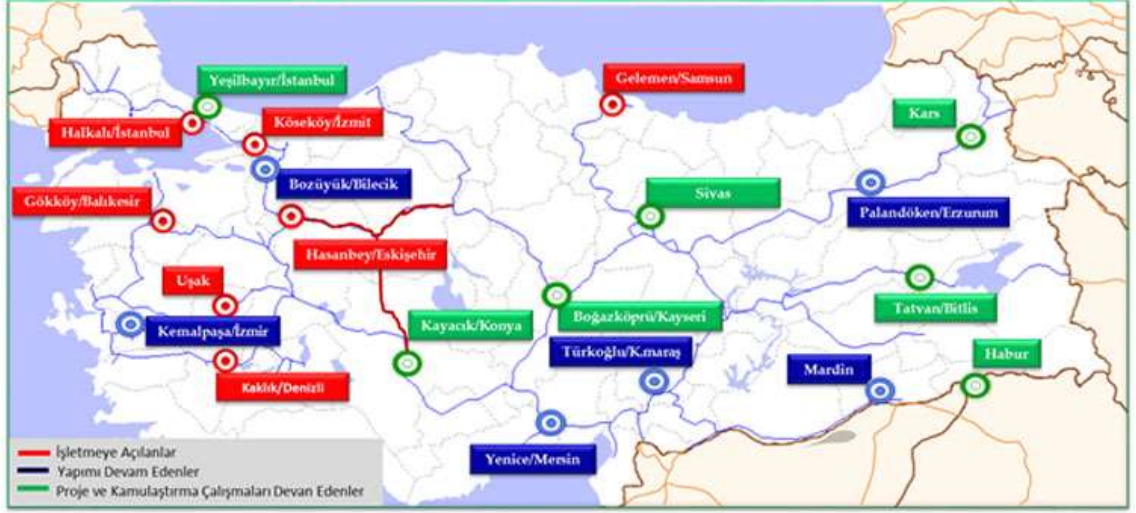 Yeşilbayır/İstanbul
Gelemen/Samsun
Halkalı/İstanbul
Köseköy/İzmit
Kars
Bozüyük/Bilecik
Gökköy/Balıkesir
Sivas
Palandöken/Erzurum
Hasanbey/Eskişehir
Uşak
Kemalpaşa/İzmir
Kayacık/Konya
Boğazköprü/Kayseri
Tatvan/Bitlis
Türkoğlu/K.maraş
Mardin
Habur
Kaklık/Denizli
Yenice/Mersin
İşletmeye Açılanlar
Yapımı Devam Edenler
Proje ve Kamulaştırma Çalışmaları Devan Edenler